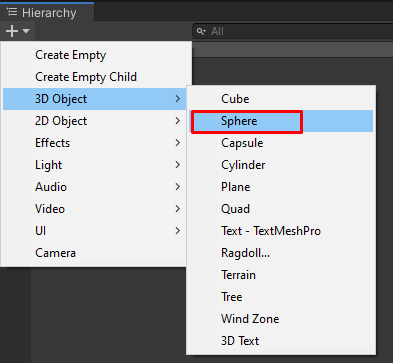 Hierarchy
All
Create Empty
Create Empty Child
3D Object
2D Object
Effects
Light
Audio
Video
UI
Camera
Cube
Sphere
Capsule
Cylinder
Plane
Quad
Text - TextMeshPro
Ragdoll...
Terrain
Tree
Wind Zone
3D Text